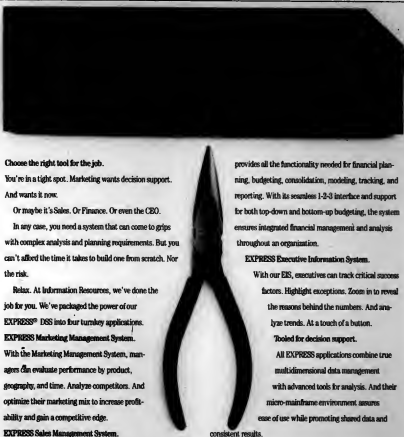 Choose the right tool for the job.
You're in a tight spot. Marketing wants decision support.
And wants it now.
Or maybe it's Sales. Or Finance. Or even the CEO.
In any case, you need a system that can come to grips
with complex analysis and planning requirements. But you
can't afford the time it takes to build one from scratch. Nor
the risk.
Relax. At Information Resources, we've done the
job for you. We've packaged the power of our
EXPRESS® DSS into four turnkey applications.
EXPRESS Marketing Management System.
With the Marketing Management System, man-
agers can evaluate performance by product,
geography, and time. Analyze competitors. And
optimize their marketing mix to increase profit-
ability and gain a competitive edge.
EXPRESS Sales Management System.
provides all the functionality needed for financial plan-
ning, budgeting, consolidation, modeling, tracking, and
reporting. With its seamless 1-2-3 interface and support
for both top-down and bottom-up budgeting, the system
ensures integrated financial management and analysis
throughout an organization.
EXPRESS Executive Information System.
With our EIS, executives can track critical success
factors. Highlight exceptions. Zoom in to reveal
the reasons behind the numbers. And ana-
lyze trends. At a touch of a button.
Tooled for decision support.
All EXPRESS applications combine true
multidimensional data management
with advanced tools for analysis. And their
micro-mainframe environment assures
ease of use while promoting shared and
consistent results.